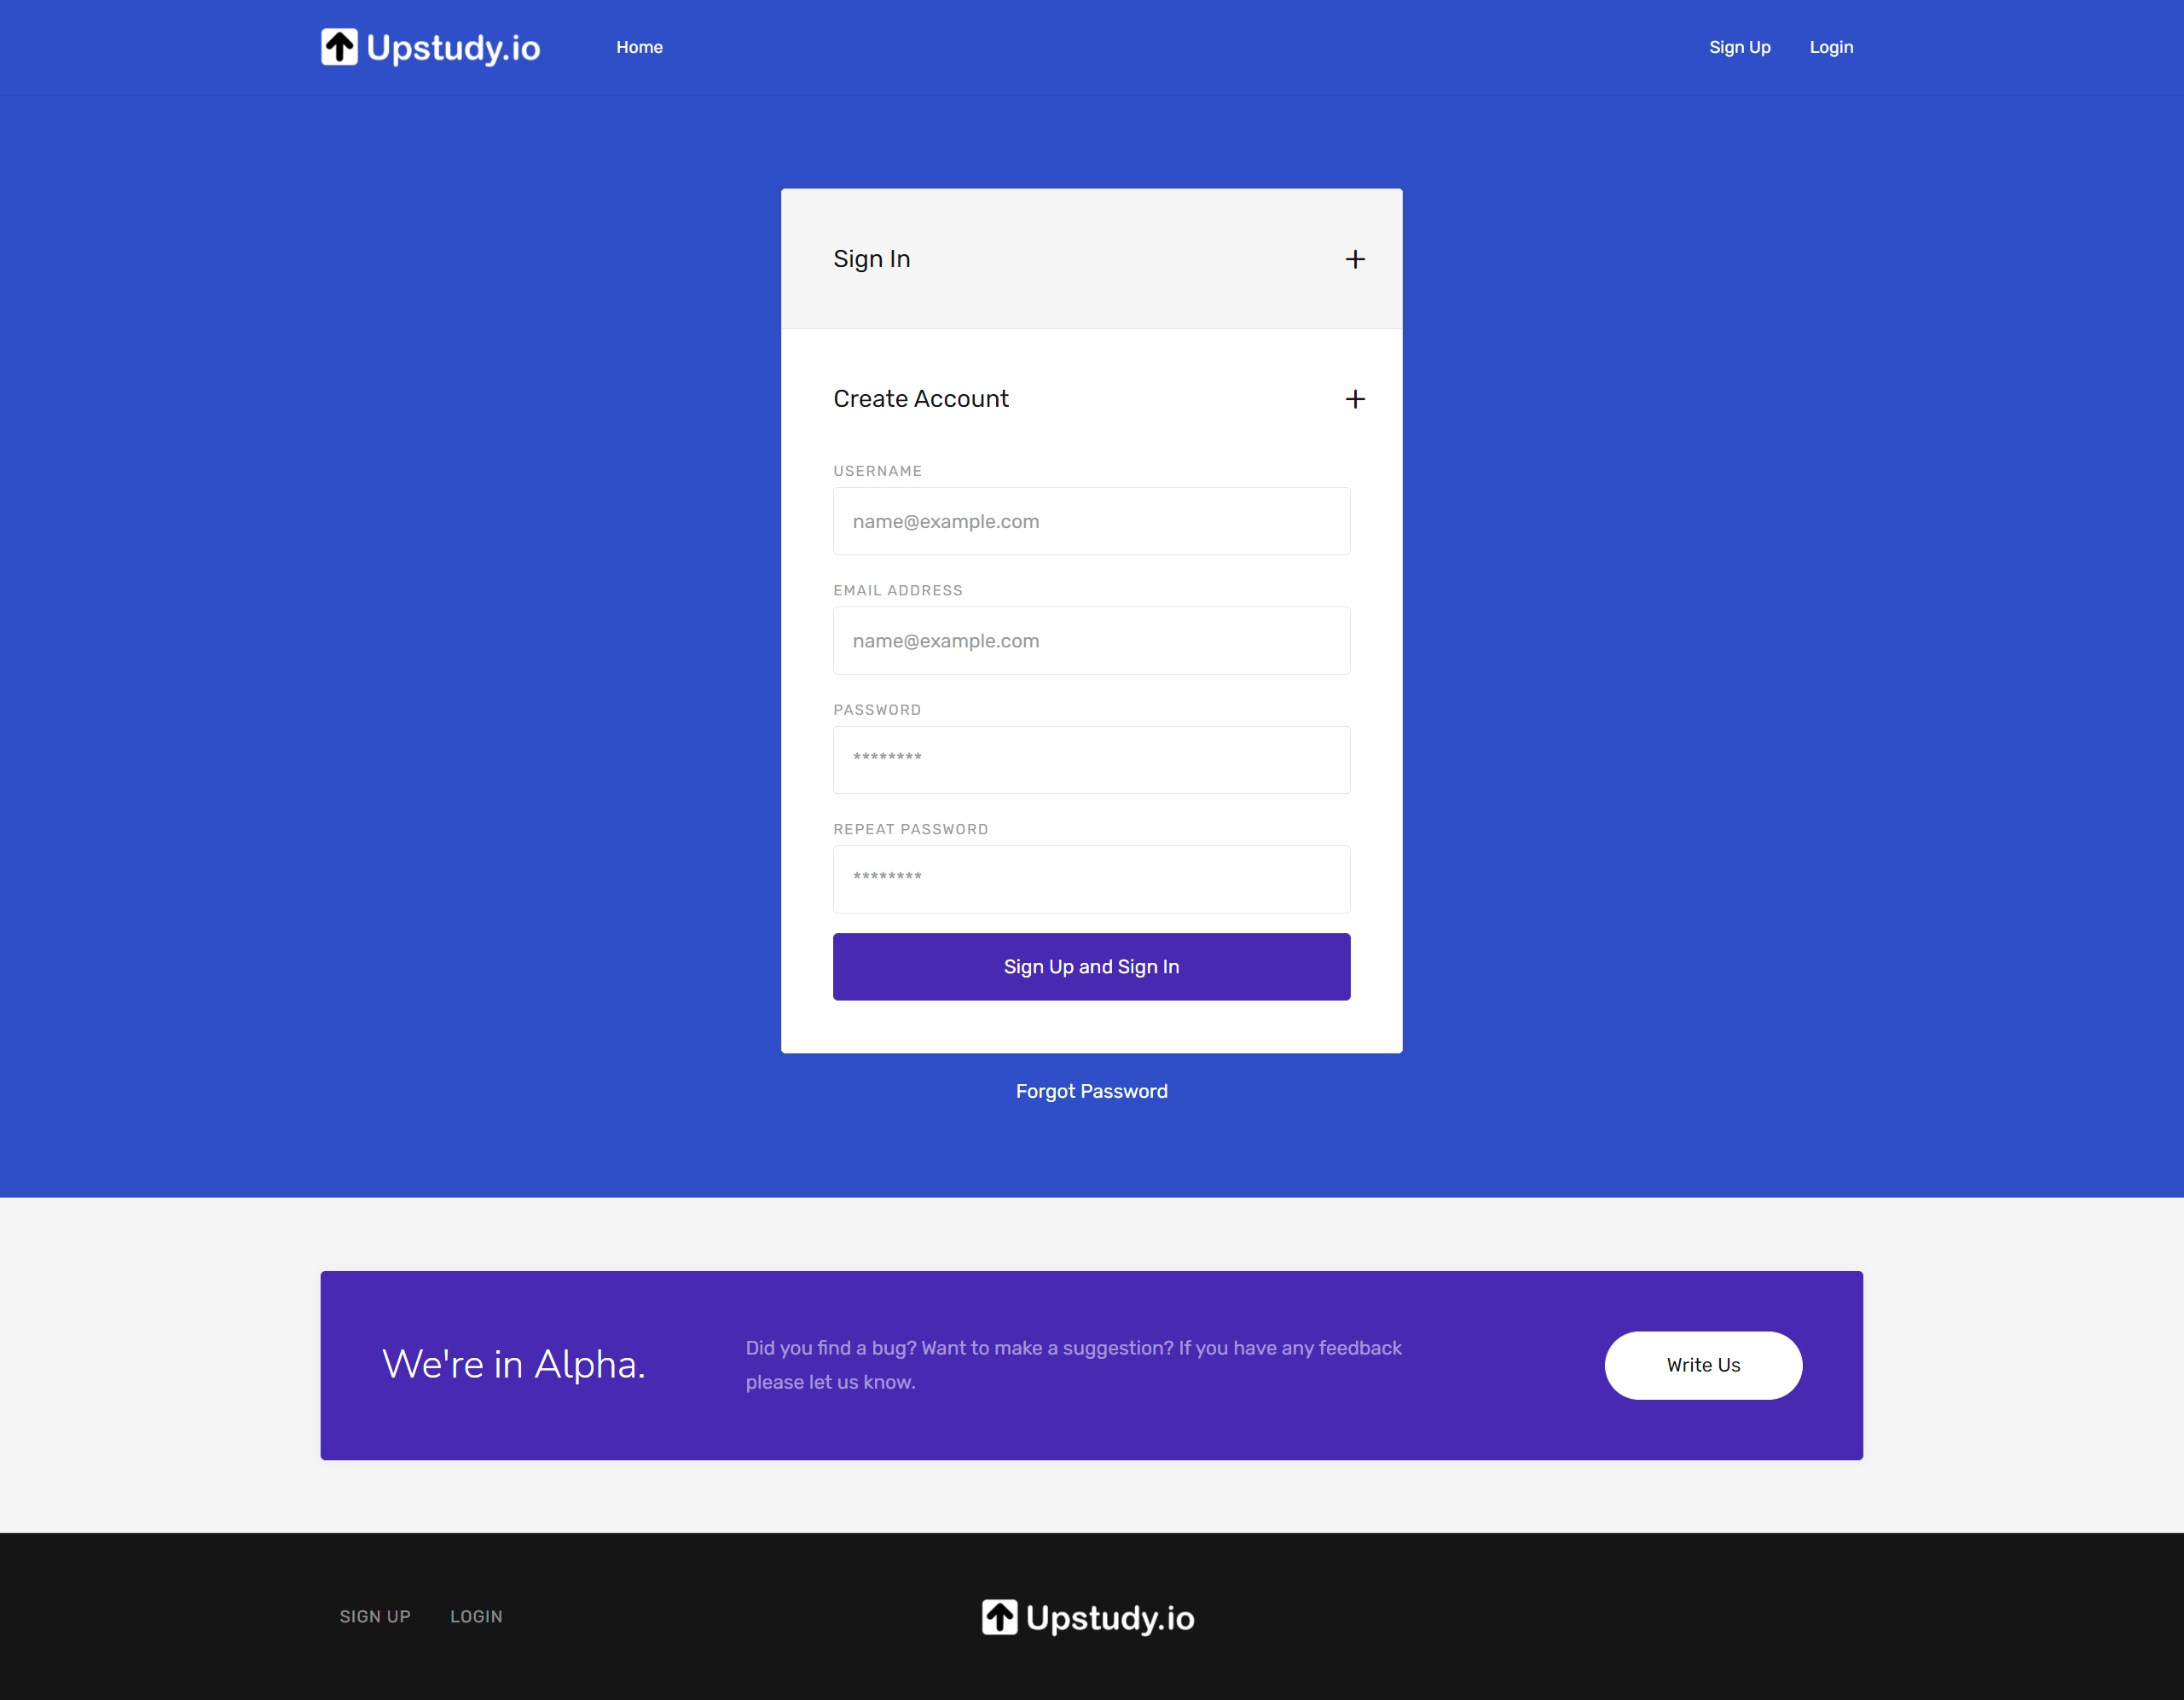 Upstudy.io
Home
Sign Up
Login
Sign In
Create Account
USERNAME
name@example.com
EMAIL ADDRESS
name@example.com
PASSWORD
********
REPEAT PASSWORD
********
Sign Up and Sign In
Forgot Password
We're in Alpha.
Did you find a bug? Want to make a suggestion? If you have any feedback
please let us know.
Write Us
SIGN UP
LOGIN
Upstudy.io